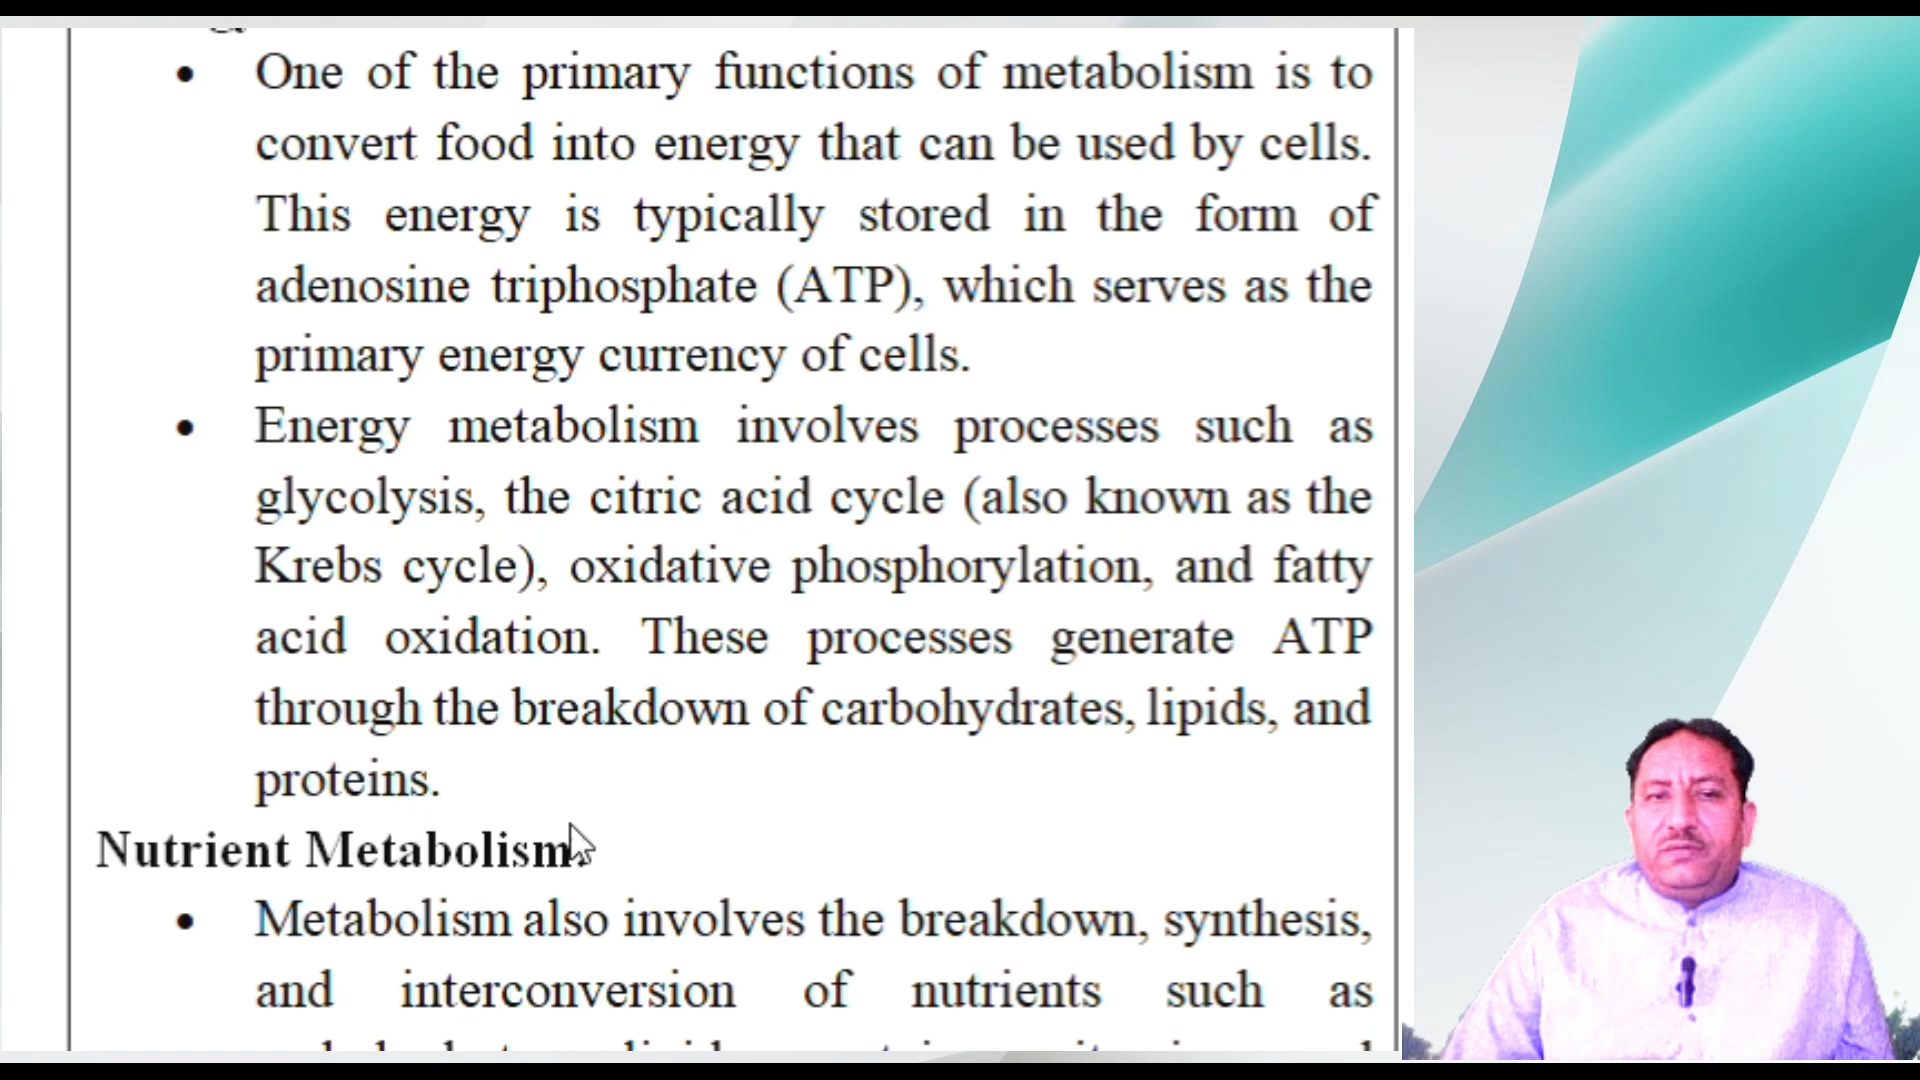 • One of the primary functions of metabolism is to
convert food into energy that can be used by cells.
This energy is typically stored in the form of
adenosine triphosphate (ATP), which serves as the
primary energy currency of cells.
• Energy metabolism involves processes such as
glycolysis, the citric acid cycle (also known as the
Krebs cycle), oxidative phosphorylation, and fatty
acid oxidation. These processes generate ATP
through the breakdown of carbohydrates, lipids, and
proteins.
Nutrient Metabolism:
• Metabolism also involves the breakdown, synthesis,
and interconversion of nutrients such as